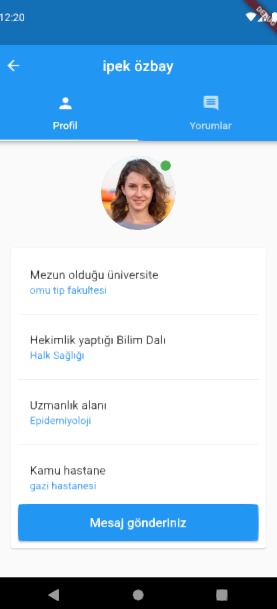 12:20
DEBUG
ipek özbay
Profil
Yorumlar
Mezun olduğu üniversite
omu tip fakultesi
Hekimlik yaptığı Bilim Dalı
Halk Sağlığı
Uzmanlık alanı
Epidemiyoloji
Kamu hastane
gazi hastanesi
Mesaj gönderiniz